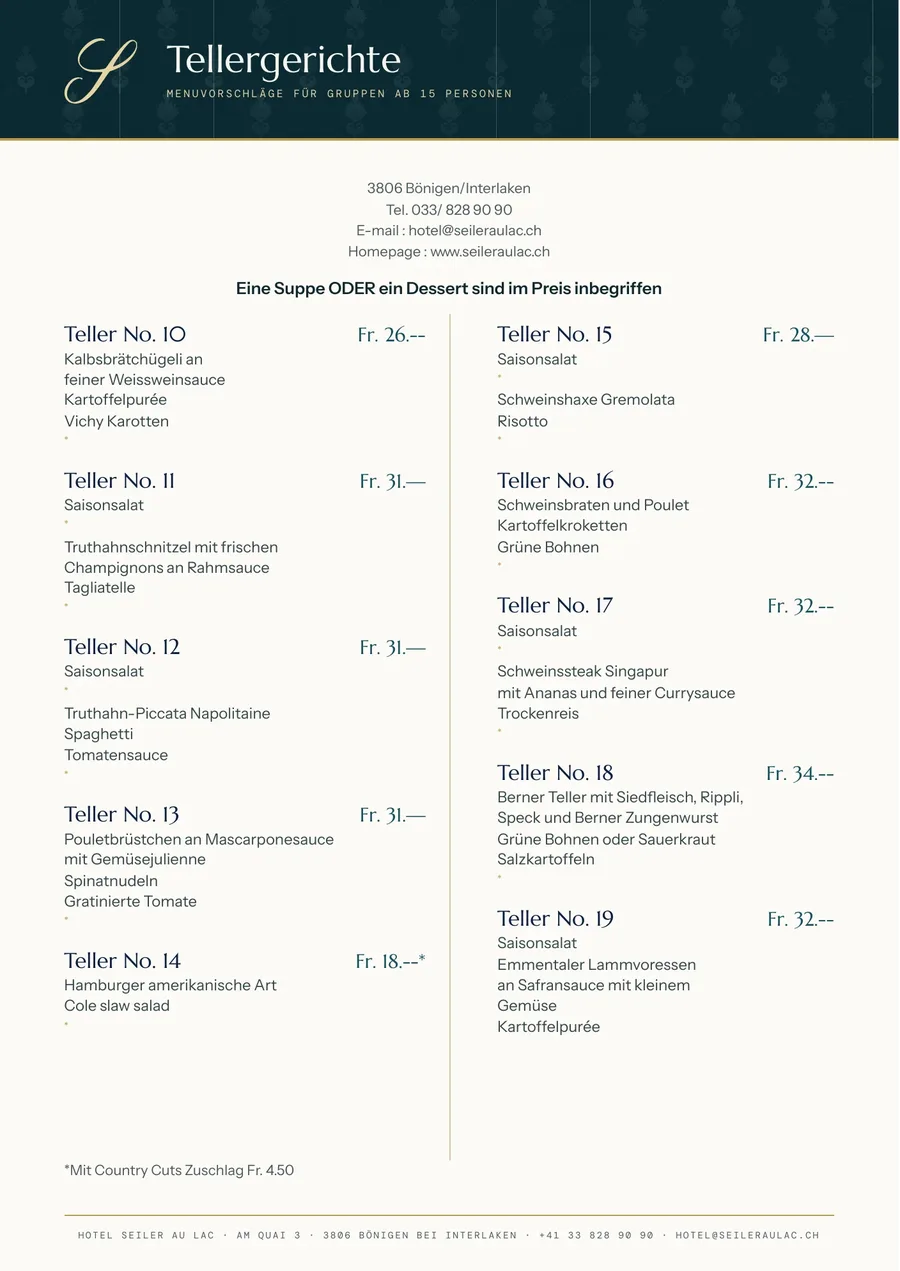 S
Tellergerichte
MENUVORSCHLÄGE FÜR GRUPPEN AB 15 PERSONEN
3806 Bönigen/Interlaken
Tel. 033/ 828 90 90
E-mail : hotel@seileraulac.ch
Homepage : www.seileraulac.ch
Eine Suppe ODER ein Dessert sind im Preis inbegriffen
Teller No. 10 Fr. 26.--
Kalbsbrätchügeli an
feiner Weissweinsauce
Kartoffelpurée
Vichy Karotten
*
Teller No. 11 Fr. 31.—
Saisonsalat
*
Truthahnschnitzel mit frischen
Champignons an Rahmsauce
Tagliatelle
*
Teller No. 12 Fr. 31.—
Saisonsalat
*
Truthahn-Piccata Napolitaine
Spaghetti
Tomatensauce
*
Teller No. 13 Fr. 31.—
Pouletbrüstchen an Mascarponesauce
mit Gemüsejulienne
Spinatnudeln
Gratinierte Tomate
*
Teller No. 14 Fr. 18.--*
Hamburger amerikanische Art
Cole slaw salad
*
Teller No. 15 Fr. 28.—
Saisonsalat
*
Schweinshaxe Gremolata
Risotto
*
Teller No. 16 Fr. 32.--
Schweinsbraten und Poulet
Kartoffelkroketten
Grüne Bohnen
*
Teller No. 17 Fr. 32.--
Saisonsalat
*
Schweinssteak Singapur
mit Ananas und feiner Currysauce
Trockenreis
*
Teller No. 18 Fr. 34.--
Berner Teller mit Siedfleisch, Rippli,
Speck und Berner Zungenwurst
Grüne Bohnen oder Sauerkraut
Salzkartoffeln
*
Teller No. 19 Fr. 32.--
Saisonsalat
Emmentaler Lammvoressen
an Safransauce mit kleinem
Gemüse
Kartoffelpurée
*Mit Country Cuts Zuschlag Fr. 4.50
HOTEL SEILER AU LAC · AM QUAI 3 · 3806 BÖNIGEN BEI INTERLAKEN · +41 33 828 90 90 · HOTEL@SEILERAULAC.CH